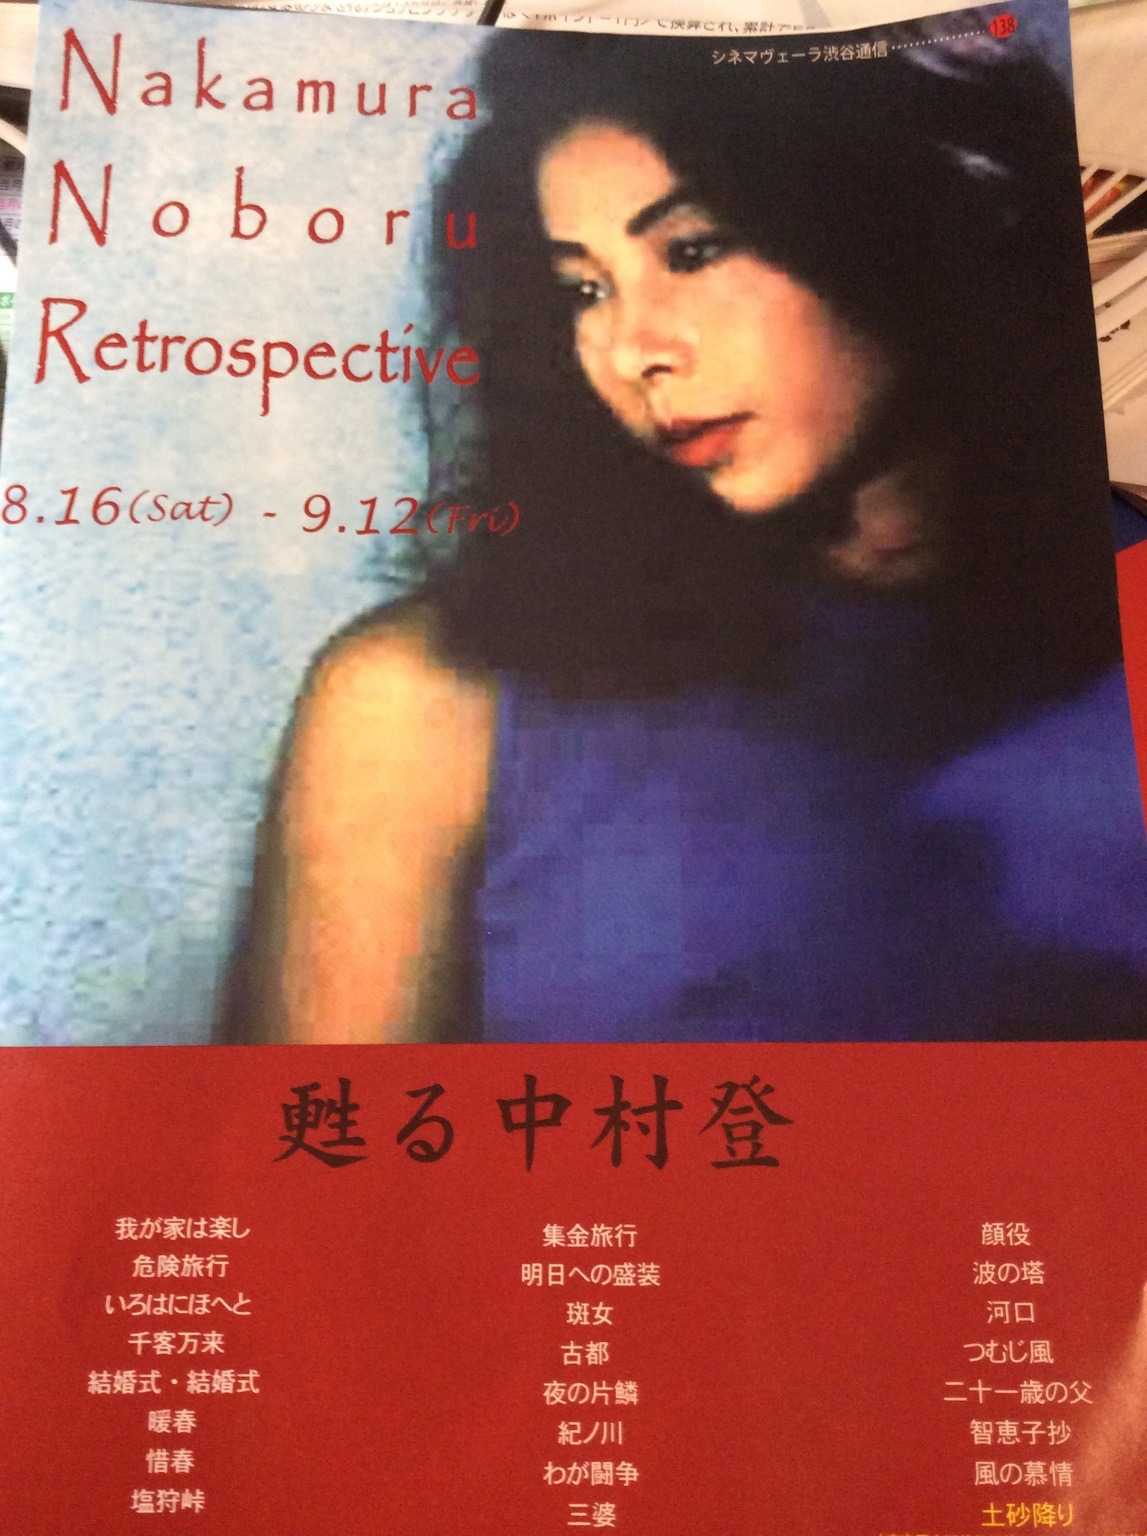 シネマヴェーラ渋谷通信 138
Nakamura
Noboru
Retrospective
8.16(Sat) - 9.12(Fri)
甦る中村登
我が家は楽し
危険旅行
いろはにほへと
千客万来
結婚式・結婚式
暖春
惜春
塩狩峠
集金旅行
明日への盛装
斑女
古都
夜の片鱗
紀ノ川
わが闘争
三婆
顔役
波の塔
河口
つむじ風
二十一歳の父
智恵子抄
風の慕情
土砂降り